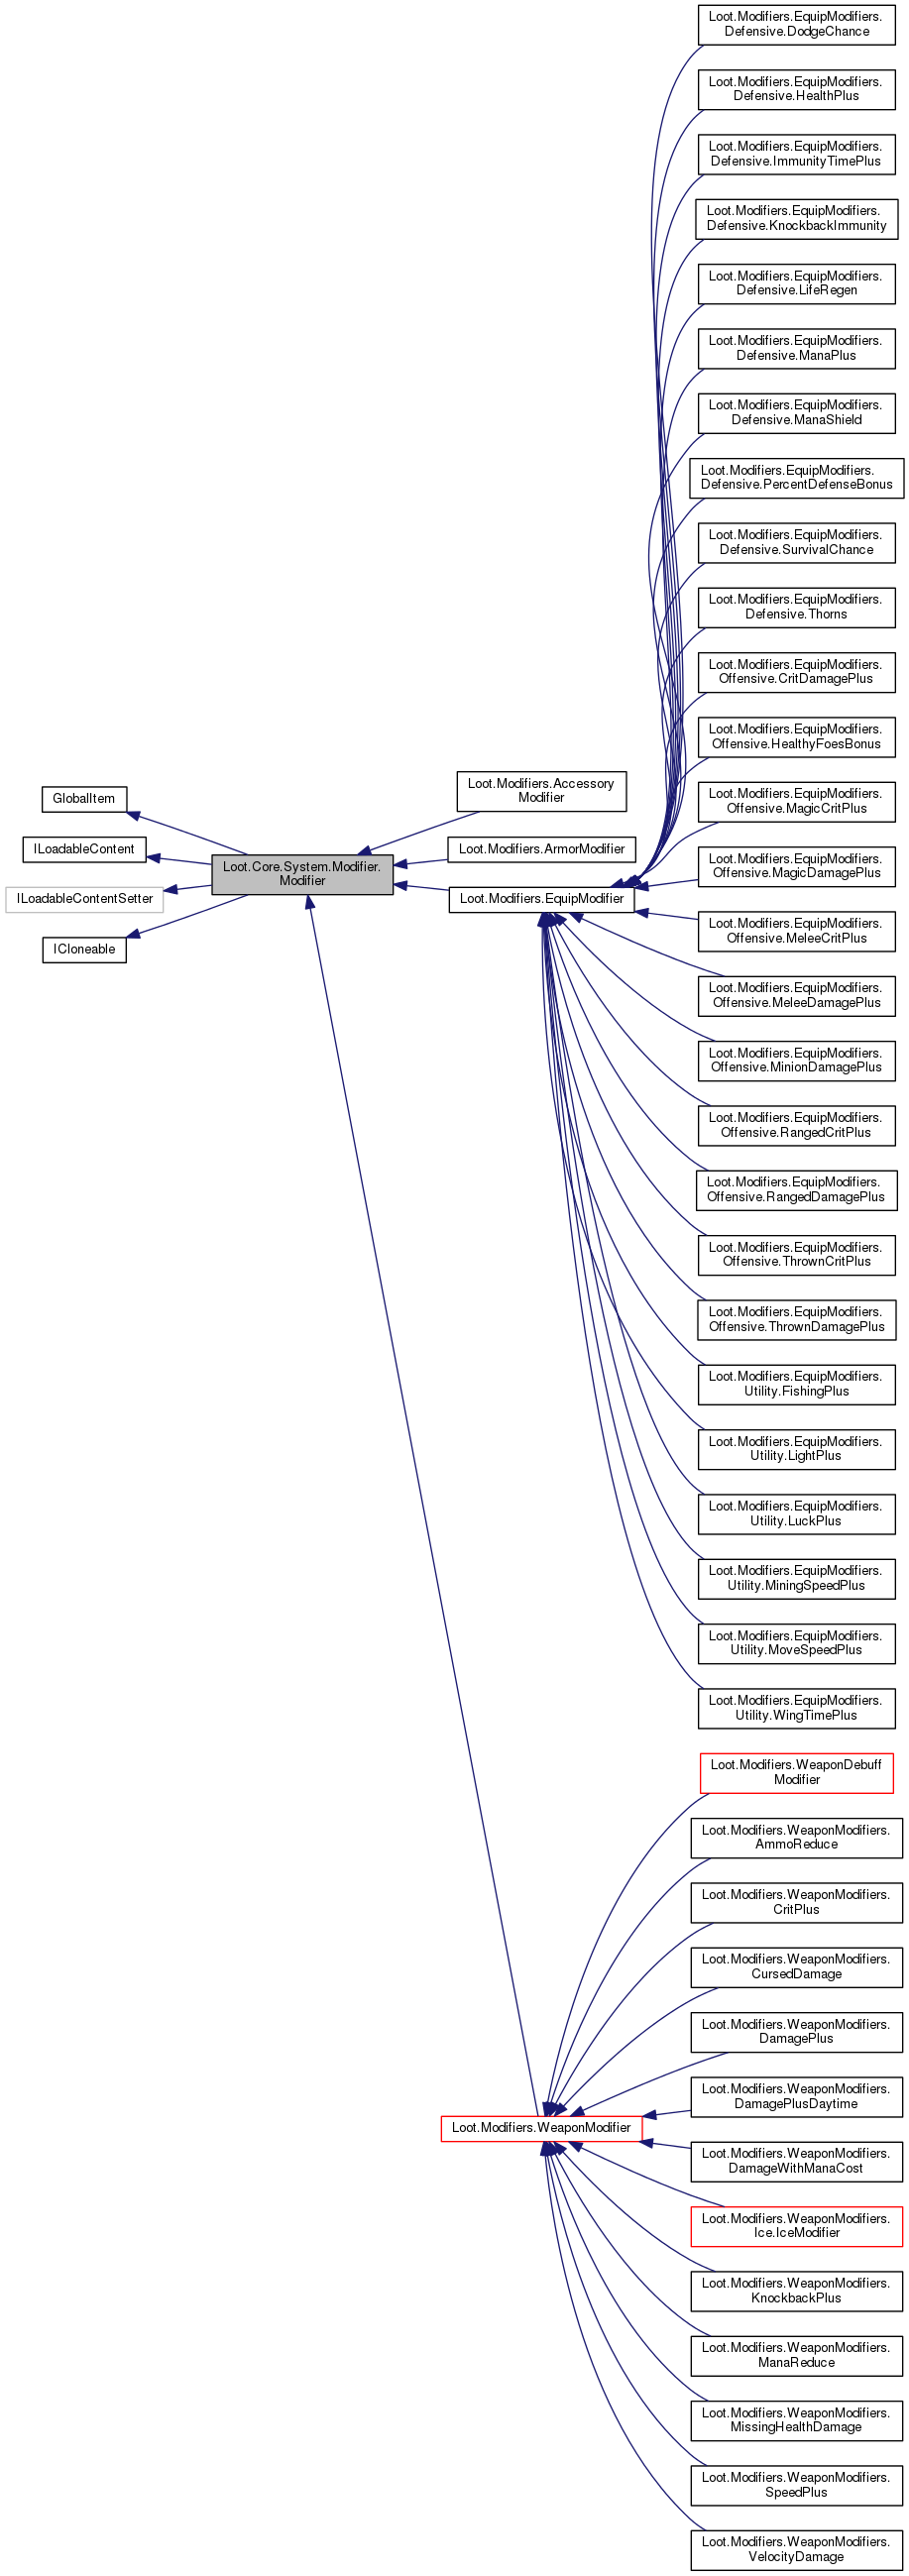 GlobalItem
ILoadableContent
ILoadableContentSetter
ICloneable
Loot.Core.System.Modifier.
Modifier
Loot.Modifiers.Accessory
Modifier
Loot.Modifiers.ArmorModifier
Loot.Modifiers.EquipModifier
Loot.Modifiers.WeaponModifier
Loot.Modifiers.EquipModifiers.
Defensive.DodgeChance
Loot.Modifiers.EquipModifiers.
Defensive.HealthPlus
Loot.Modifiers.EquipModifiers.
Defensive.ImmunityTimePlus
Loot.Modifiers.EquipModifiers.
Defensive.KnockbackImmunity
Loot.Modifiers.EquipModifiers.
Defensive.LifeRegen
Loot.Modifiers.EquipModifiers.
Defensive.ManaPlus
Loot.Modifiers.EquipModifiers.
Defensive.ManaShield
Loot.Modifiers.EquipModifiers.
Defensive.PercentDefenseBonus
Loot.Modifiers.EquipModifiers.
Defensive.SurvivalChance
Loot.Modifiers.EquipModifiers.
Defensive.Thorns
Loot.Modifiers.EquipModifiers.
Offensive.CritDamagePlus
Loot.Modifiers.EquipModifiers.
Offensive.HealthyFoesBonus
Loot.Modifiers.EquipModifiers.
Offensive.MagicCritPlus
Loot.Modifiers.EquipModifiers.
Offensive.MagicDamagePlus
Loot.Modifiers.EquipModifiers.
Offensive.MeleeCritPlus
Loot.Modifiers.EquipModifiers.
Offensive.MeleeDamagePlus
Loot.Modifiers.EquipModifiers.
Offensive.MinionDamagePlus
Loot.Modifiers.EquipModifiers.
Offensive.RangedCritPlus
Loot.Modifiers.EquipModifiers.
Offensive.RangedDamagePlus
Loot.Modifiers.EquipModifiers.
Offensive.ThrownCritPlus
Loot.Modifiers.EquipModifiers.
Offensive.ThrownDamagePlus
Loot.Modifiers.EquipModifiers.
Utility.FishingPlus
Loot.Modifiers.EquipModifiers.
Utility.LightPlus
Loot.Modifiers.EquipModifiers.
Utility.LuckPlus
Loot.Modifiers.EquipModifiers.
Utility.MiningSpeedPlus
Loot.Modifiers.EquipModifiers.
Utility.MoveSpeedPlus
Loot.Modifiers.EquipModifiers.
Utility.WingTimePlus
Loot.Modifiers.WeaponDebuff
Modifier
Loot.Modifiers.WeaponModifiers.
AmmoReduce
Loot.Modifiers.WeaponModifiers.
CritPlus
Loot.Modifiers.WeaponModifiers.
CursedDamage
Loot.Modifiers.WeaponModifiers.
DamagePlus
Loot.Modifiers.WeaponModifiers.
DamagePlusDaytime
Loot.Modifiers.WeaponModifiers.
DamageWithManaCost
Loot.Modifiers.WeaponModifiers.
Ice.IceModifier
Loot.Modifiers.WeaponModifiers.
KnockbackPlus
Loot.Modifiers.WeaponModifiers.
ManaReduce
Loot.Modifiers.WeaponModifiers.
MissingHealthDamage
Loot.Modifiers.WeaponModifiers.
SpeedPlus
Loot.Modifiers.WeaponModifiers.
VelocityDamage